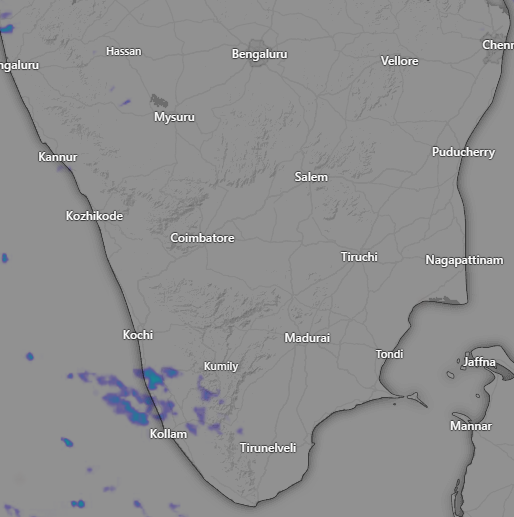 Hassan
Bengaluru
Chenn
Vellore
ngaluru
Mysuru
Kannur
Puducherry
Salem
Kozhikode
Coimbatore
Tiruchi
Nagapattinam
Kochi
Madurai
Tondi
Kumily
Jaffna
Kollam
Mannar
Tirunelveli